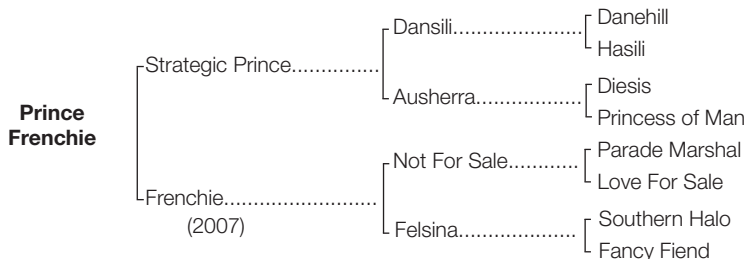 Prince
Frenchie
Strategic Prince
Frenchie
(2007)
Dansili
Ausherra
Not For Sale
Felsina
Danehill
Hasili
Diesis
Princess of Man
Parade Marshal
Love For Sale
Southern Halo
Fancy Fiend